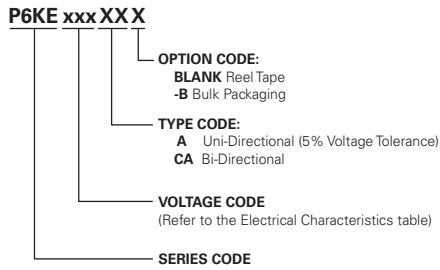 P6KE xxx XX X
OPTION CODE:
BLANK Reel Tape
-B Bulk Packaging
TYPE CODE:
A Uni-Directional (5% Voltage Tolerance)
CA Bi-Directional
VOLTAGE CODE
(Refer to the Electrical Characteristics table)
SERIES CODE